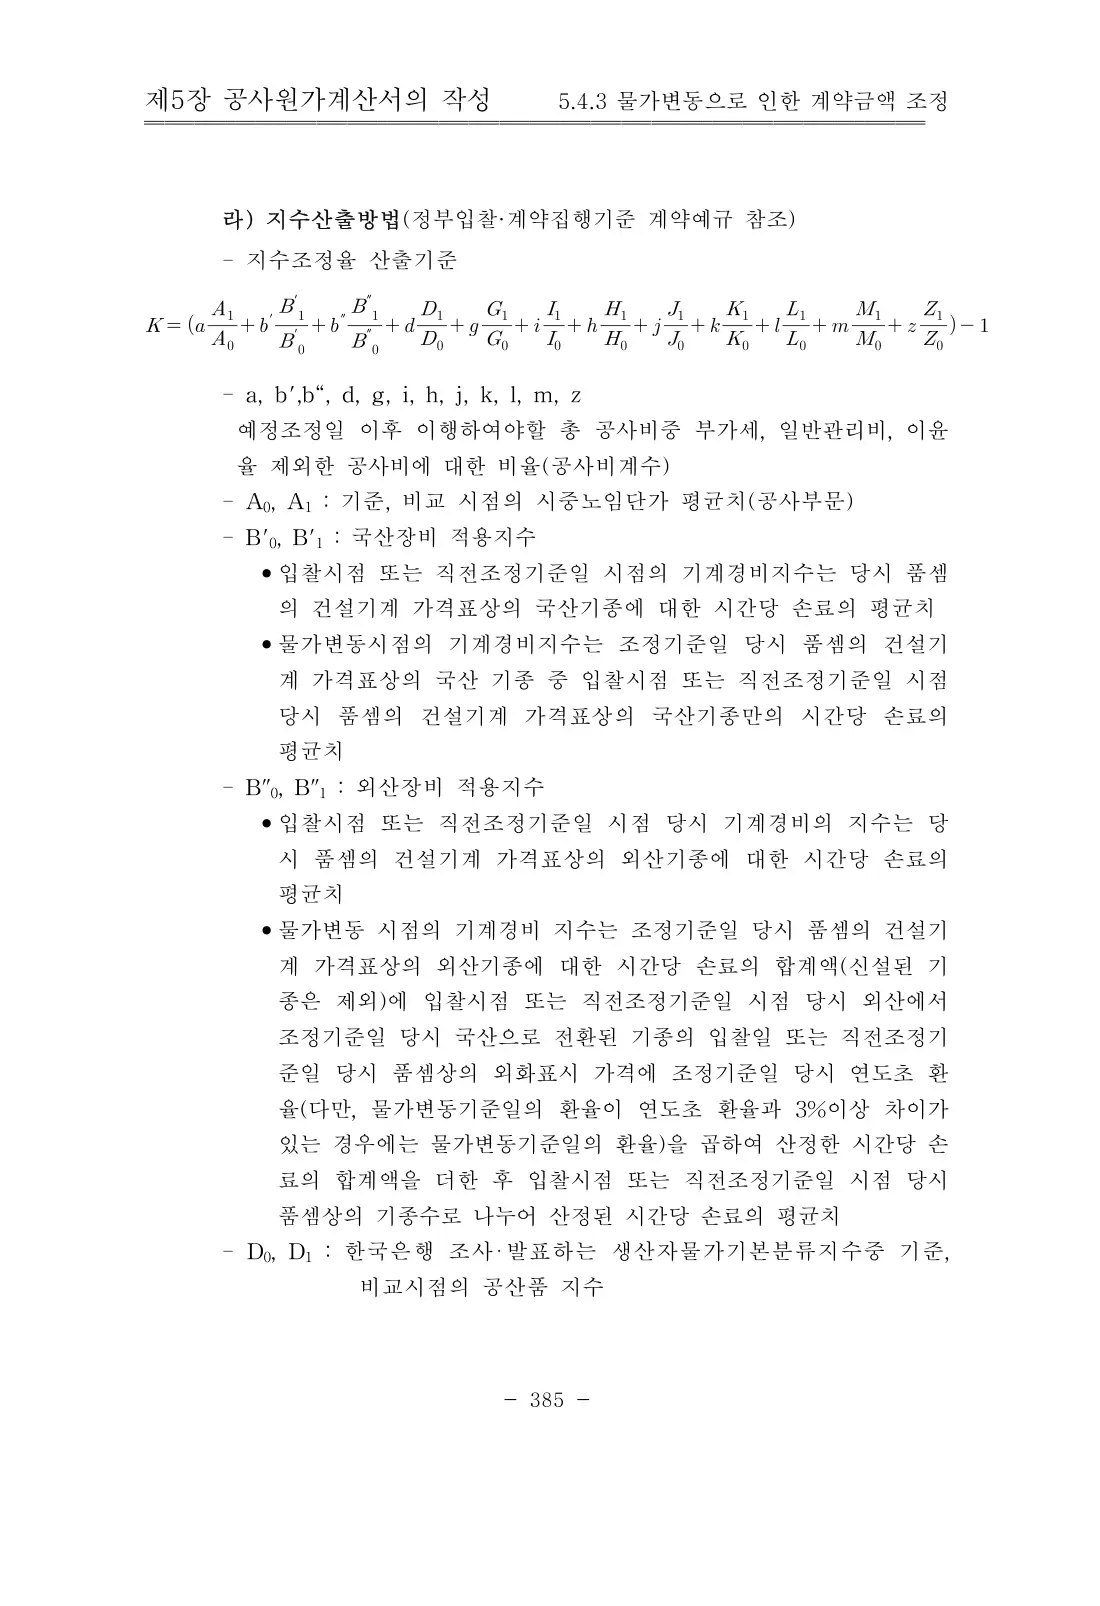 제5장 공사원가계산서의 작성 5.4.3 물가변동으로 인한 계약금액 조정
라) 지수산출방법(정부입찰·계약집행기준 계약예규 참조)
- 지수조정율 산출기준
K = (a A₁/A₀ + b′ B′₁/B′₀ + b″ B″₁/B″₀ + d D₁/D₀ + g G₁/G₀ + i I₁/I₀ + h H₁/H₀ + j J₁/J₀ + k K₁/K₀ + l L₁/L₀ + m M₁/M₀ + z Z₁/Z₀) - 1
- a, b′,b“, d, g, i, h, j, k, l, m, z
예정조정일 이후 이행하여야할 총 공사비중 부가세, 일반관리비, 이윤
율 제외한 공사비에 대한 비율(공사비계수)
- A₀, A₁ : 기준, 비교 시점의 시중노임단가 평균치(공사부문)
- B′₀, B′₁ : 국산장비 적용지수
● 입찰시점 또는 직전조정기준일 시점의 기계경비지수는 당시 품셈
의 건설기계 가격표상의 국산기종에 대한 시간당 손료의 평균치
● 물가변동시점의 기계경비지수는 조정기준일 당시 품셈의 건설기
계 가격표상의 국산 기종 중 입찰시점 또는 직전조정기준일 시점
당시 품셈의 건설기계 가격표상의 국산기종만의 시간당 손료의
평균치
- B″₀, B″₁ : 외산장비 적용지수
● 입찰시점 또는 직전조정기준일 시점 당시 기계경비의 지수는 당
시 품셈의 건설기계 가격표상의 외산기종에 대한 시간당 손료의
평균치
● 물가변동 시점의 기계경비 지수는 조정기준일 당시 품셈의 건설기
계 가격표상의 외산기종에 대한 시간당 손료의 합계액(신설된 기
종은 제외)에 입찰시점 또는 직전조정기준일 시점 당시 외산에서
조정기준일 당시 국산으로 전환된 기종의 입찰일 또는 직전조정기
준일 당시 품셈상의 외화표시 가격에 조정기준일 당시 연도초 환
율(다만, 물가변동기준일의 환율이 연도초 환율과 3%이상 차이가
있는 경우에는 물가변동기준일의 환율)을 곱하여 산정한 시간당 손
료의 합계액을 더한 후 입찰시점 또는 직전조정기준일 시점 당시
품셈상의 기종수로 나누어 산정된 시간당 손료의 평균치
- D₀, D₁ : 한국은행 조사·발표하는 생산자물가기본분류지수중 기준,
비교시점의 공산품 지수
- 385 -